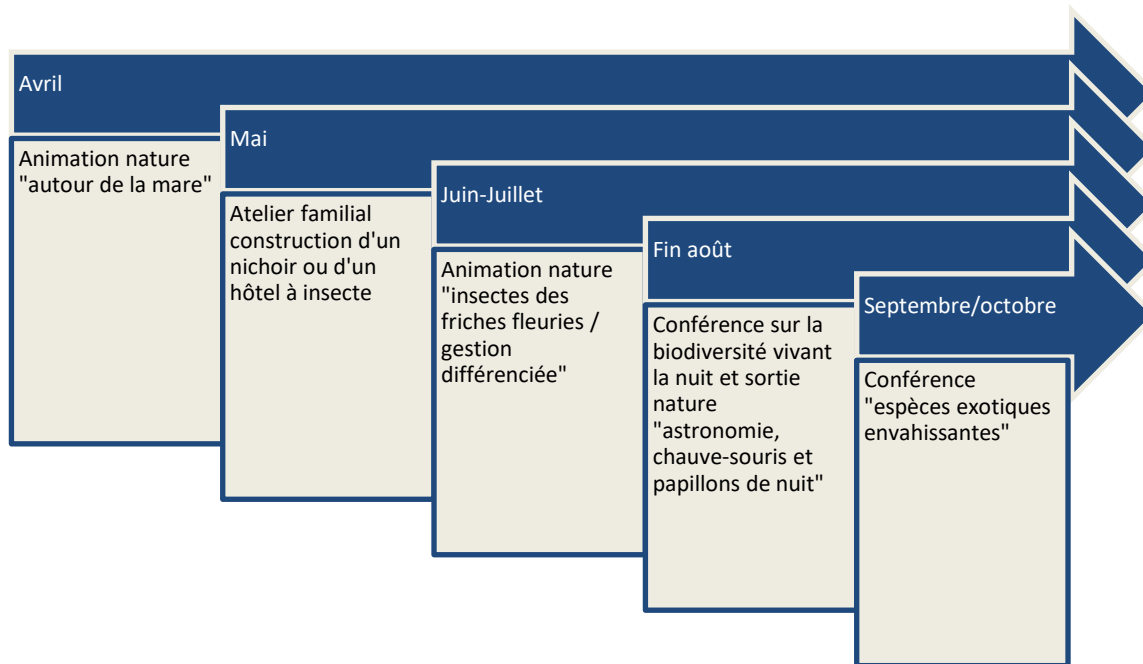 Avril
Animation nature
"autour de la mare"
Mai
Atelier familial
construction d'un
nichoir ou d'un
hôtel à insecte
Juin-Juillet
Animation nature
"insectes des
friches fleuries /
gestion
différenciée"
Fin août
Conférence sur la
biodiversité vivant
la nuit et sortie
nature
"astronomie,
chauve-souris et
papillons de nuit"
Septembre/octobre
Conférence
"espèces exotiques
envahissantes"